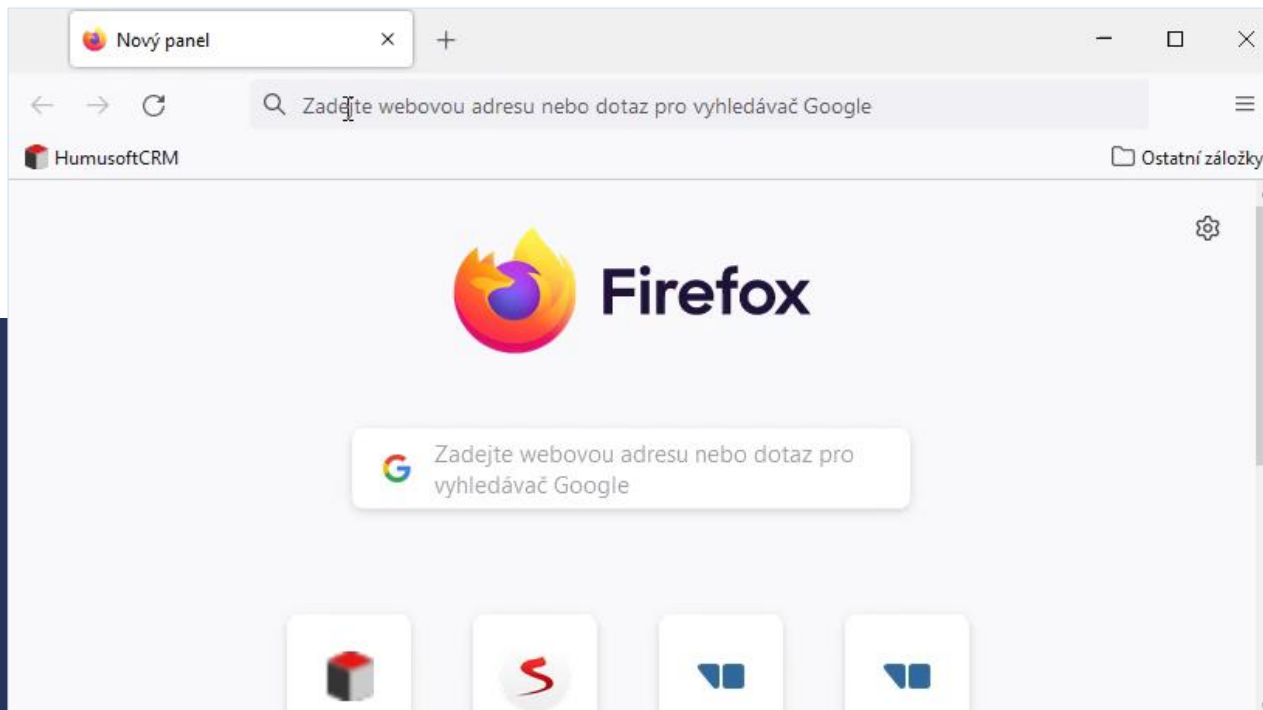 Nový panel
Zadejte webovou adresu nebo dotaz pro vyhledávač Google
HumusoftCRM
Ostatní záložky
Firefox
Zadejte webovou adresu nebo dotaz pro
vyhledávač Google